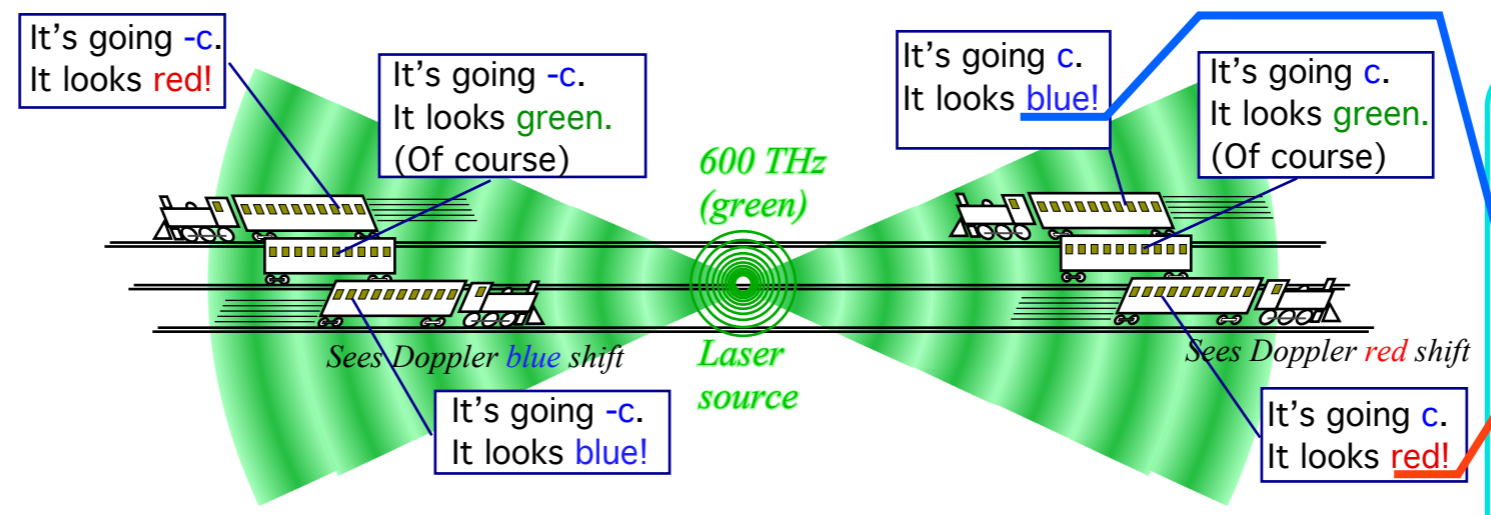 It's going -c.
It looks red!
It's going -c.
It looks green.
(Of course)
600 THz
(green)
It's going c.
It looks blue!
It's going c.
It looks green.
(Of course)
Sees Doppler blue shift
Laser
source
Sees Doppler red shift
It's going -c.
It looks blue!
It's going c.
It looks red!